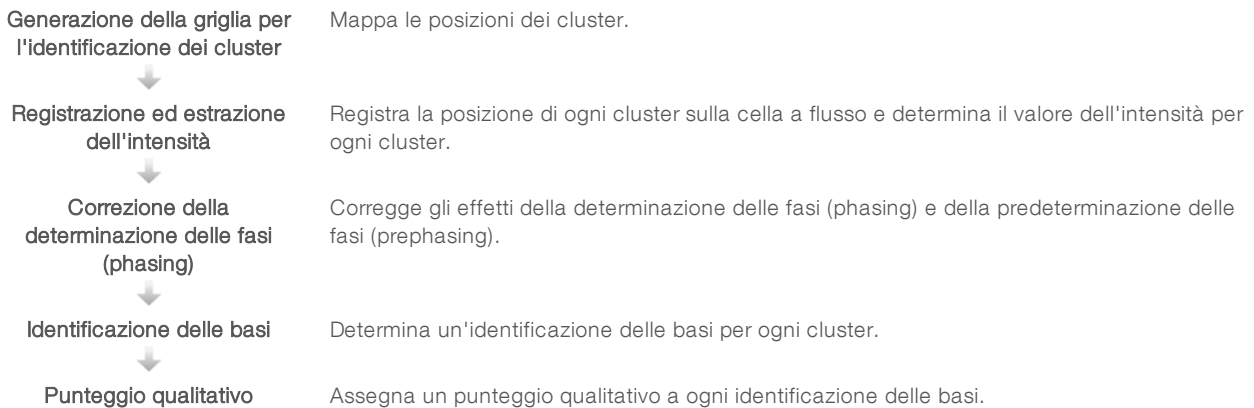 Generazione della griglia per
l'identificazione dei cluster
Mappa le posizioni dei cluster.
Registrazione ed estrazione
dell'intensità
Registra la posizione di ogni cluster sulla cella a flusso e determina il valore dell'intensità per
ogni cluster.
Correzione della
determinazione delle fasi
(phasing)
Corregge gli effetti della determinazione delle fasi (phasing) e della predeterminazione delle
fasi (prephasing).
Identificazione delle basi
Determina un'identificazione delle basi per ogni cluster.
Punteggio qualitativo
Assegna un punteggio qualitativo a ogni identificazione delle basi.